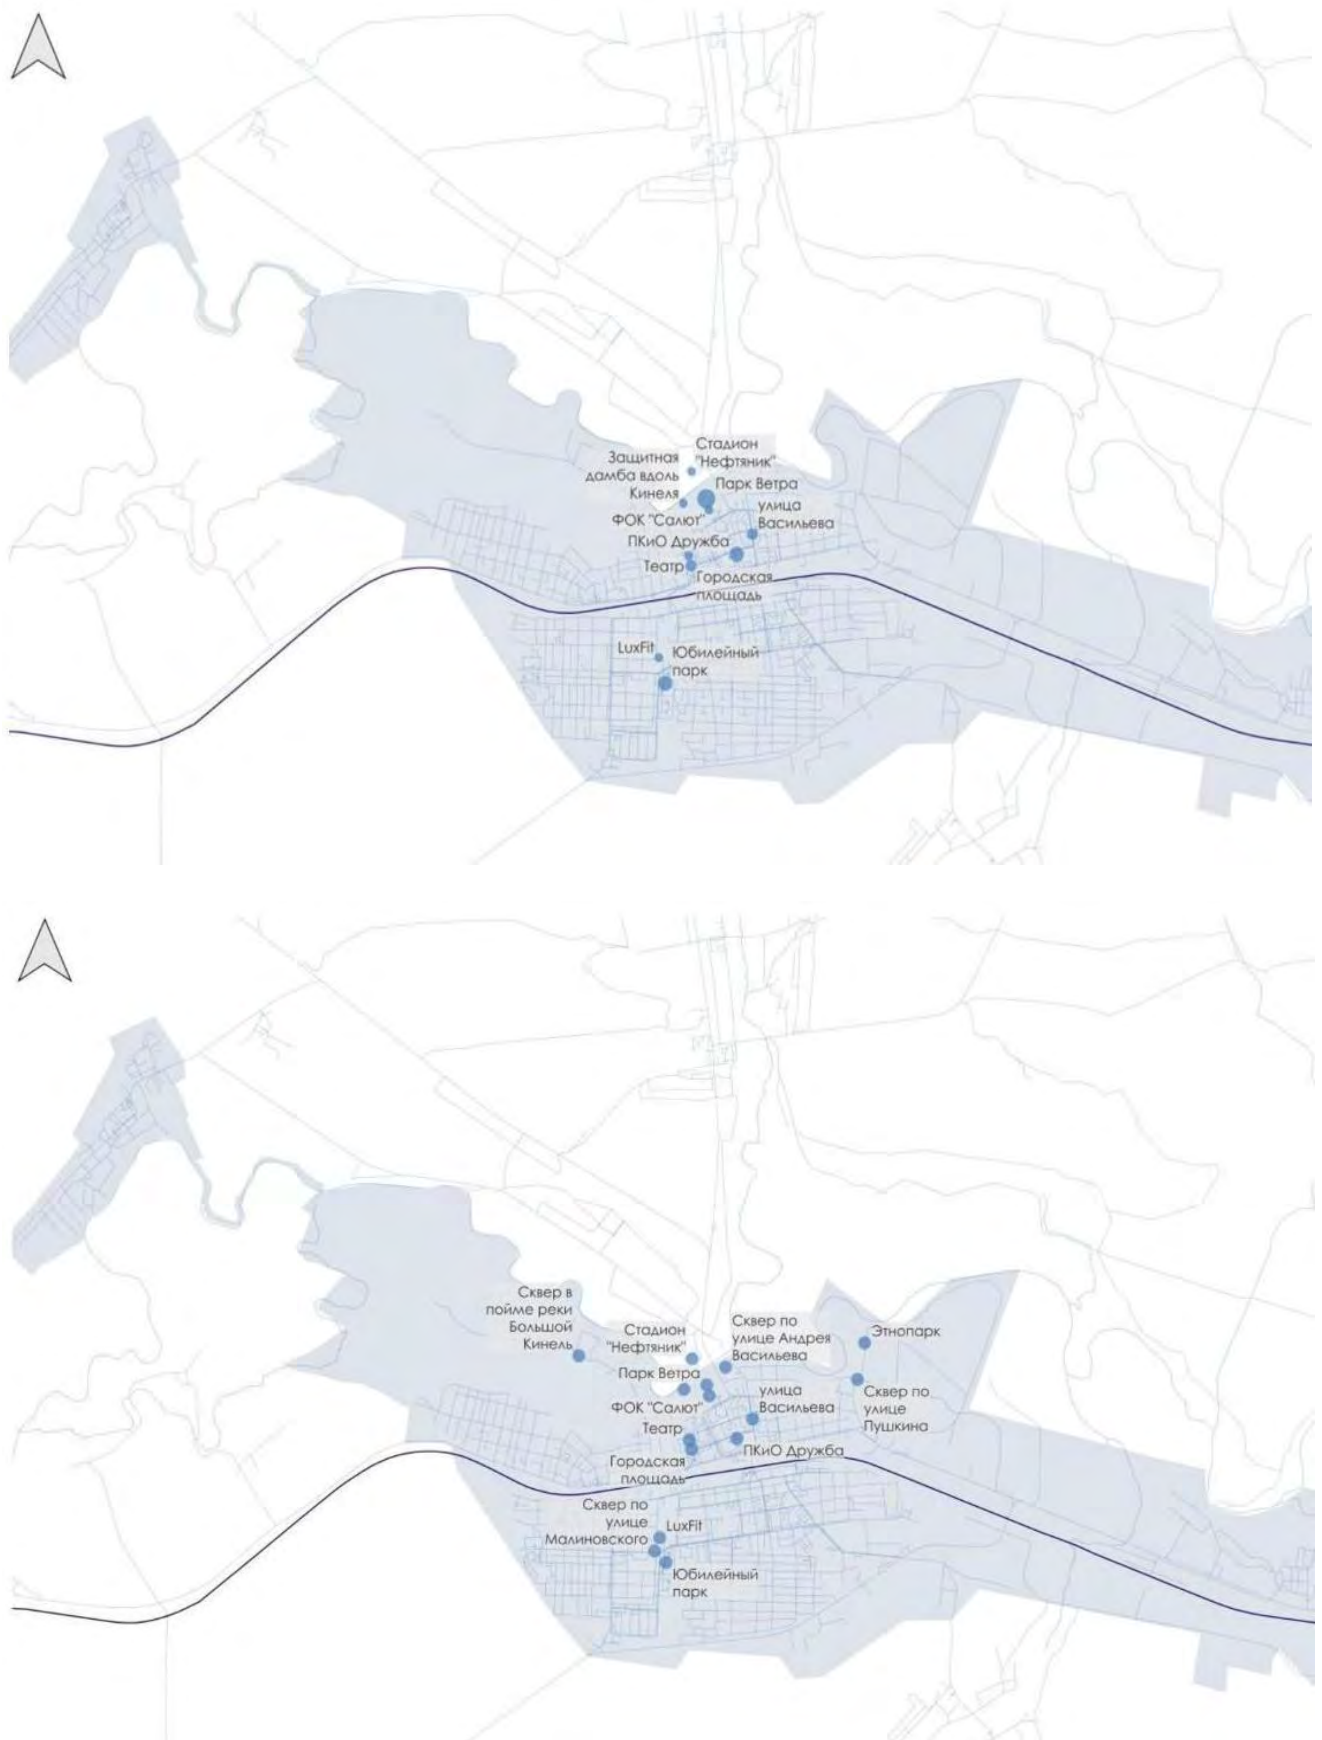 Стадион
"Нефтяник"
Защитная
дамба вдоль
Кинеля
Парк Ветра
ФОК "Салют"
улица
Васильева
ПКиО Дружба
Театр
Городская
площадь
LuxFit
Юбилейный
парк
Сквер в
пойме реки
Большой
Кинель
Стадион
"Нефтяник"
Сквер по
улице Андрея
Васильева
Этнопарк
Парк Ветра
ФОК "Салют"
улица
Васильева
Сквер по
улице
Пушкина
Театр
ПКиО Дружба
Городская
площадь
Сквер по
улице
Малиновского
LuxFit
Юбилейный
парк